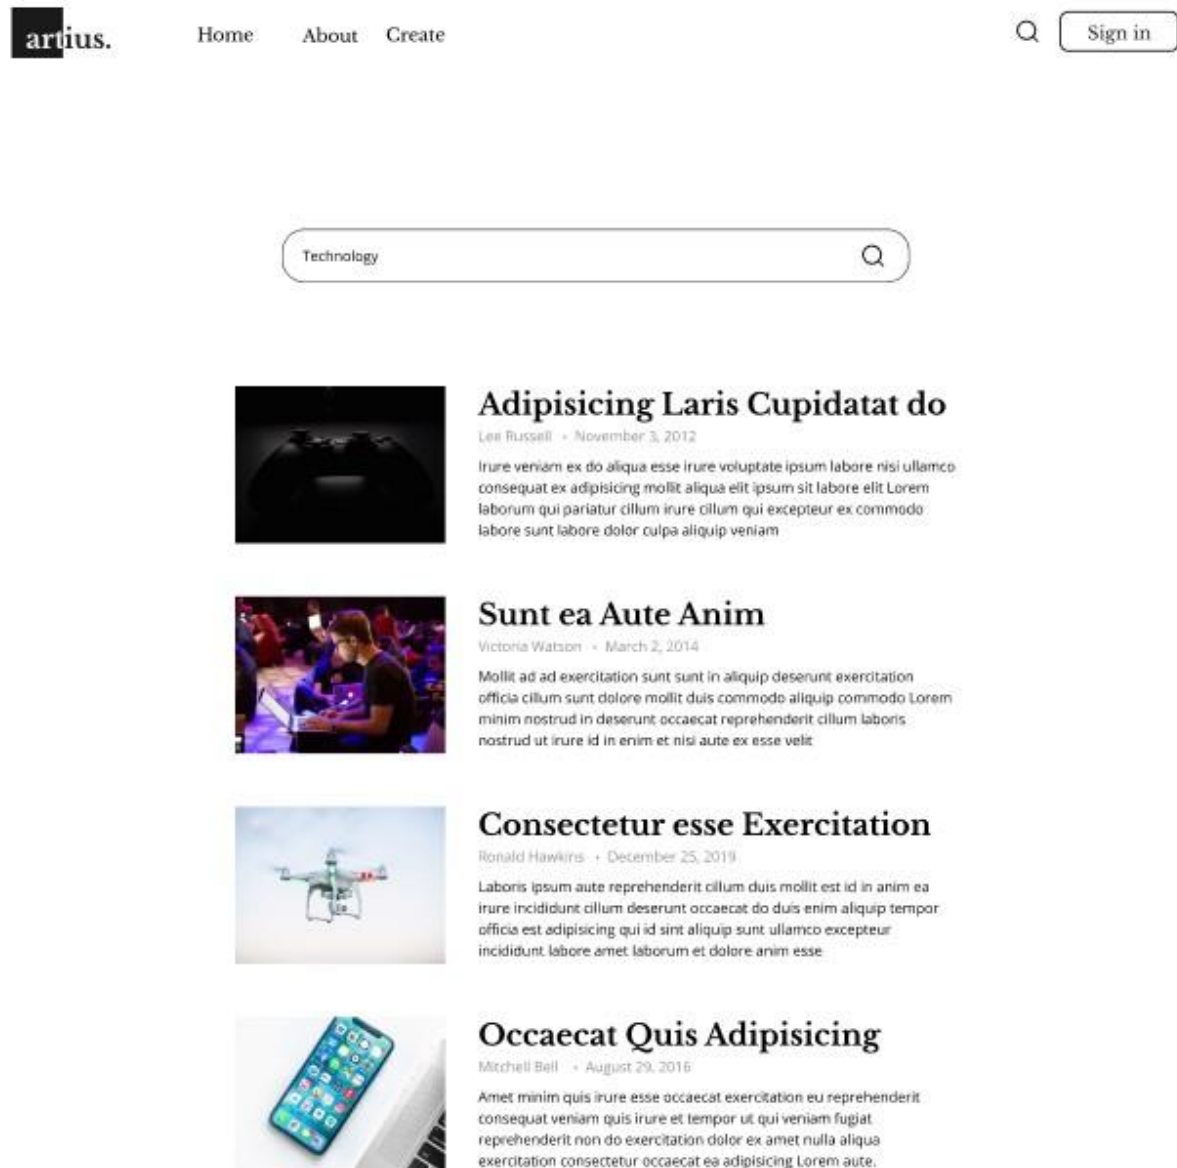 artius.
Home
About
Create
Sign in
Technology
Adipisicing Laris Cupidatat do
Lee Russell • November 3, 2012
Irure veniam ex do aliqua esse irure voluptate ipsum labore nisi ullamco
consequat ex adipisicing mollit aliqua elit ipsum sit labore elit Lorem
laborum qui pariatur cillum irure cillum qui excepteur ex commodo
labore sunt labore dolor culpa aliquip veniam
Sunt ea Aute Anim
Victoria Watson • March 2, 2014
Mollit ad ad exercitation sunt sunt in aliquip deserunt exercitation
officia cillum sunt dolore mollit duis commodo aliquip commodo Lorem
minim nostrud in deserunt occaecat reprehenderit cillum laboris
nostrud ut irure id in enim et nisi aute ex esse velit
Consectetur esse Exercitation
Ronald Hawkins • December 25, 2019
Laboris ipsum aute reprehenderit cillum duis mollit est id in anim ea
irure incididunt cillum deserunt occaecat do duis enim aliquip tempor
officia est adipisicing qui id sint aliquip sunt ullamco excepteur
incididunt labore amet laborum et dolore anim esse
Occaecat Quis Adipisicing
Mitchell Bell • August 29, 2016
Amet minim quis irure esse occaecat exercitation eu reprehenderit
consequat veniam quis irure et tempor ut qui veniam fugiat
reprehenderit non do exercitation dolor ex amet nulla aliqua
exercitation consectetur occaecat ea adipisicing Lorem aute.